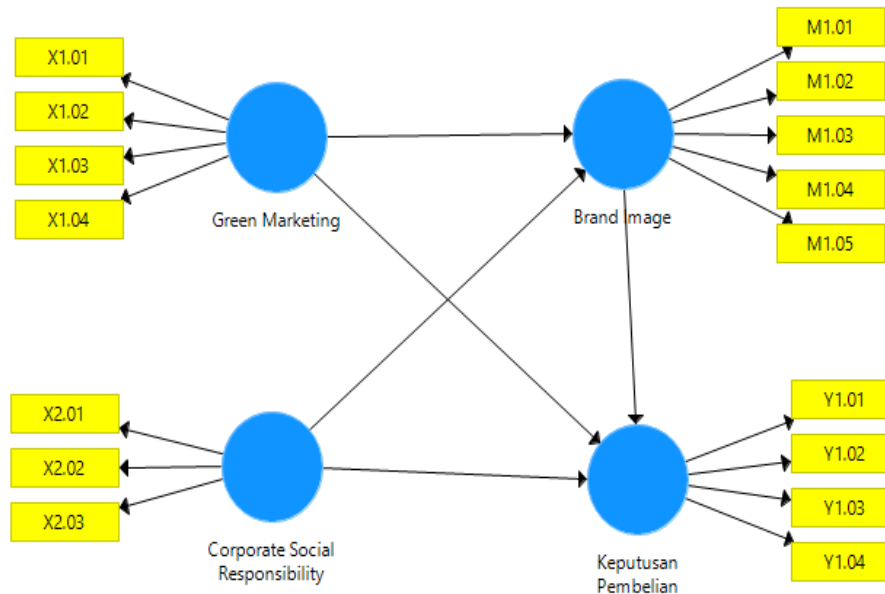 X1.01
X1.02
X1.03
X1.04
Green Marketing
M1.01
M1.02
M1.03
M1.04
M1.05
Brand Image
X2.01
X2.02
X2.03
Corporate Social
Responsibility
Y1.01
Y1.02
Y1.03
Y1.04
Keputusan
Pembelian